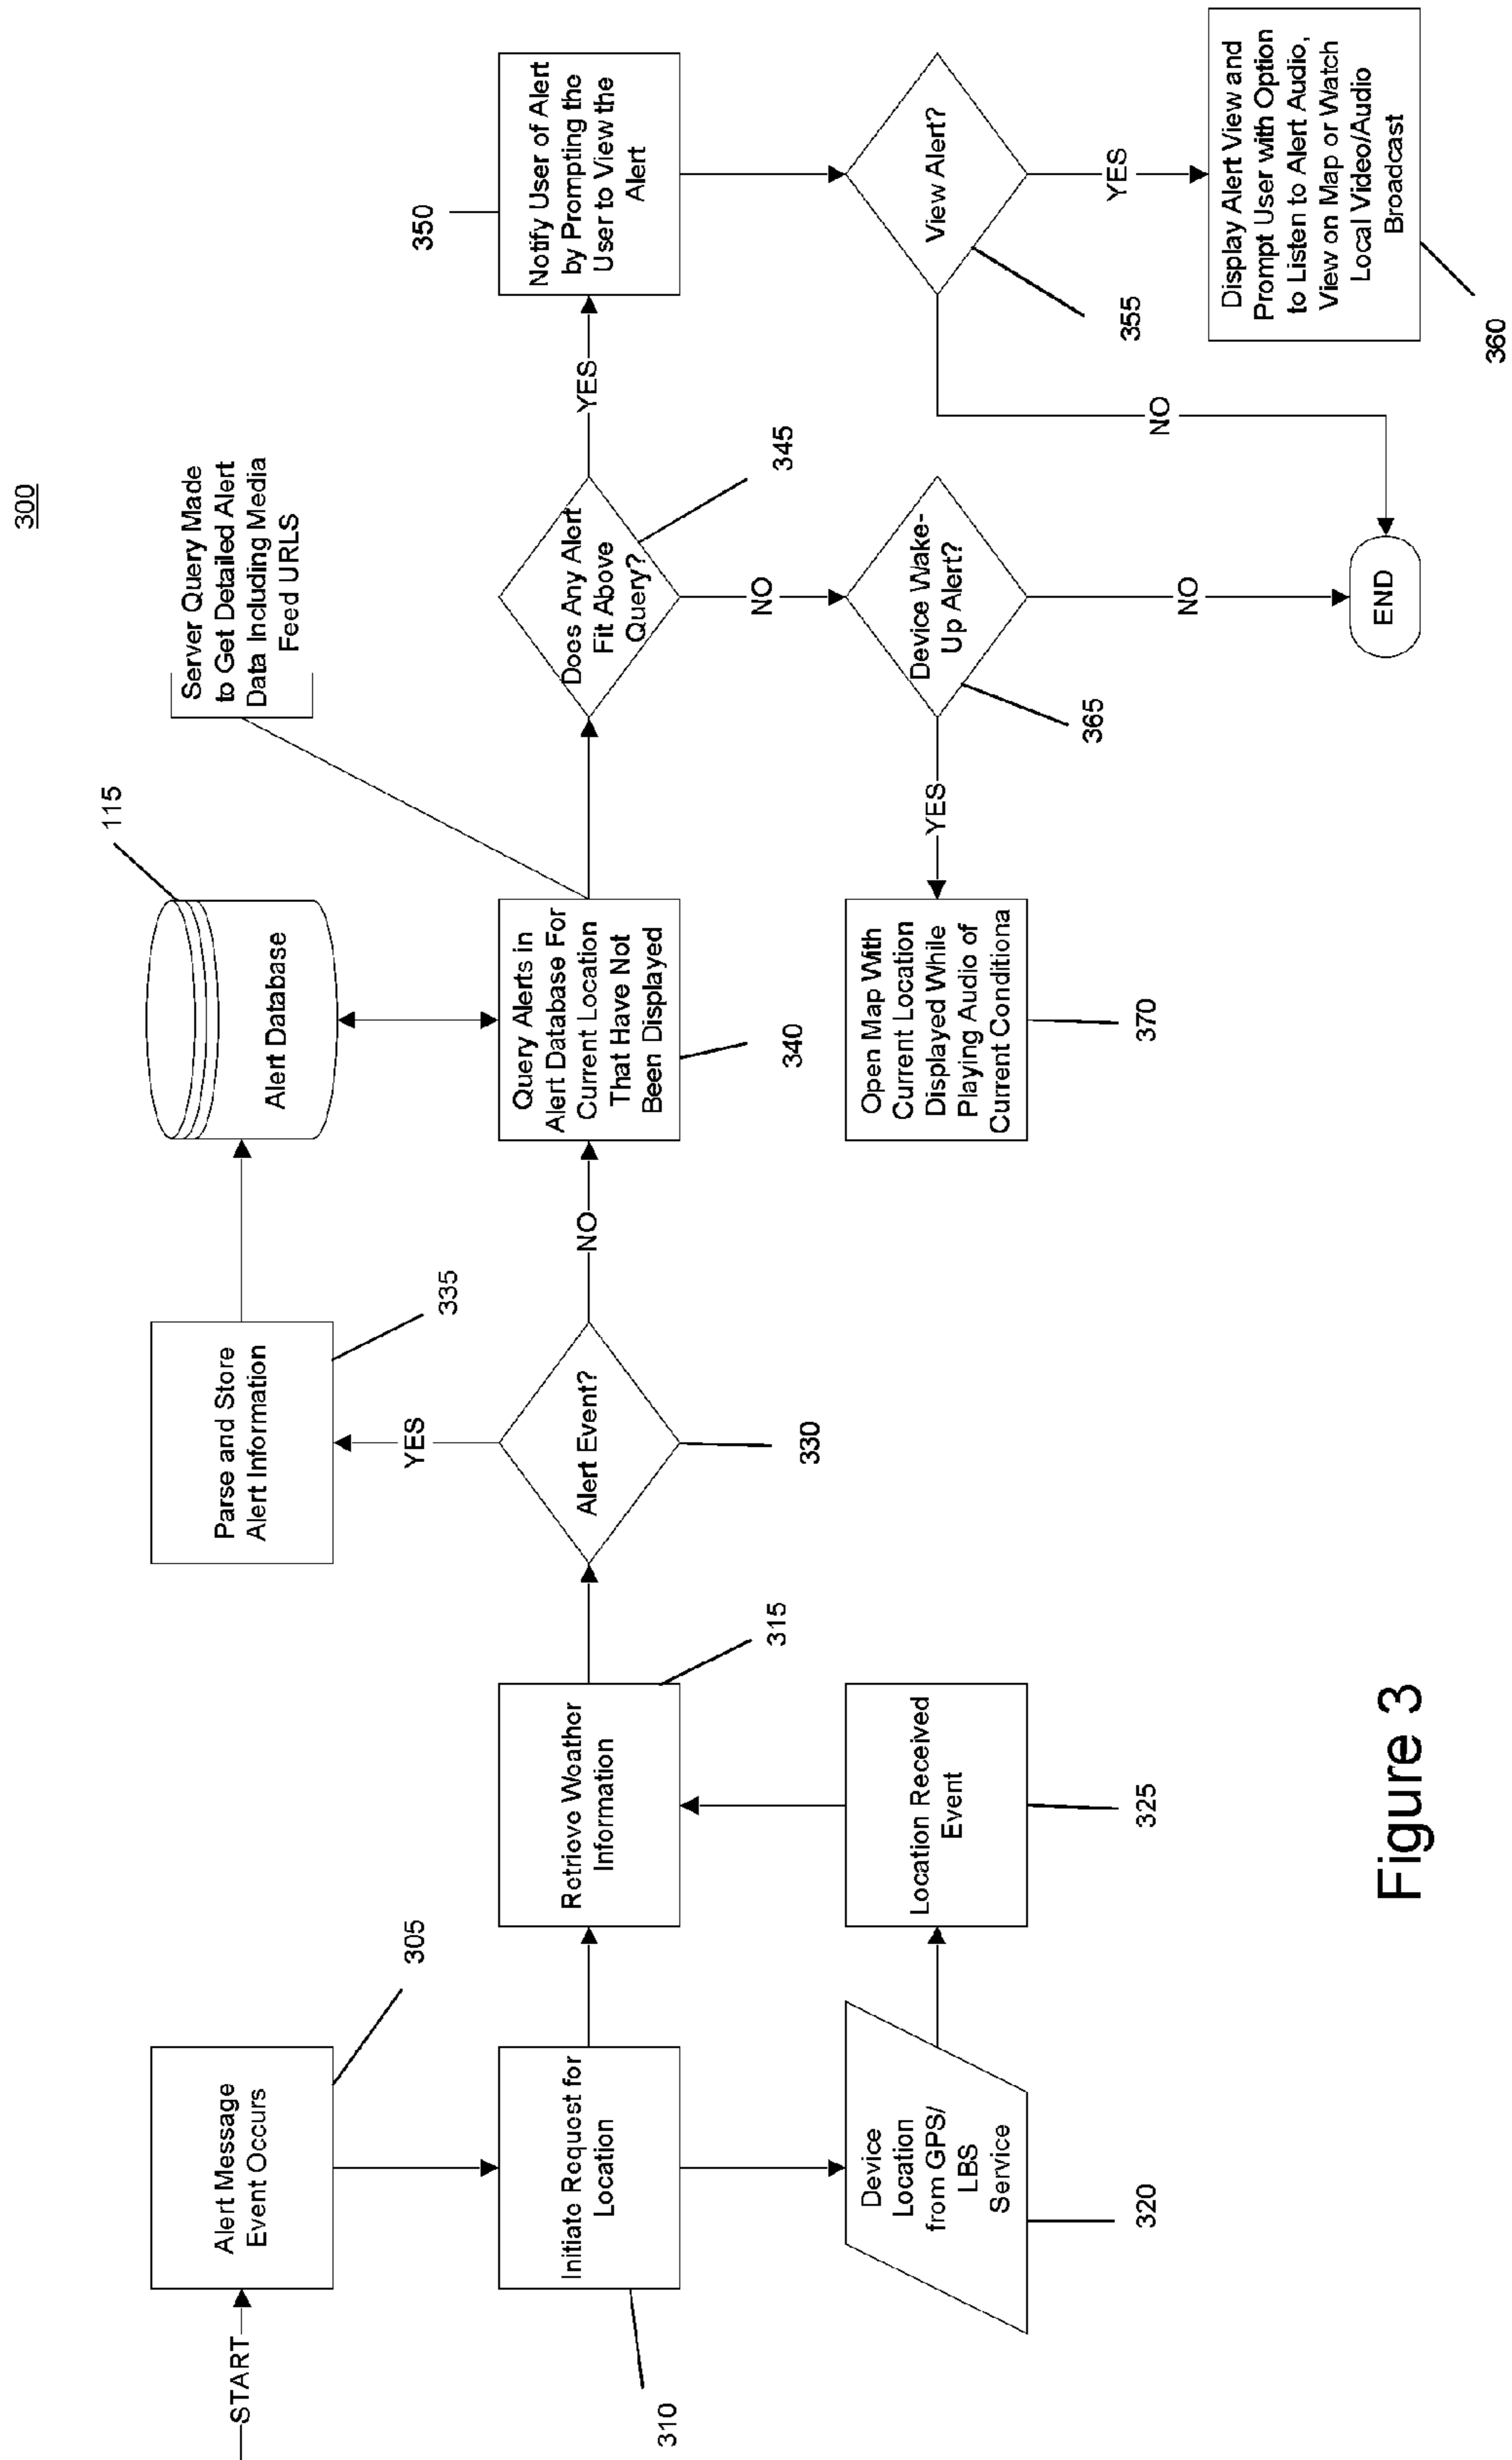 300
START
Alert Message
Event Occurs
305
Initiate Request for
Location
310
Device
Location
from GPS/
LBS
Service
320
Location Received
Event
325
Retrieve Weather
Information
315
Alert Event?
330
YES
Parse and Store
Alert Information
335
Alert Database
115
NO
Query Alerts in
Alert Database For
Current Location
That Have Not
Been Displayed
340
Server Query Made
to Get Detailed Alert
Data Including Media
Feed URLS
Does Any Alert
Fit Above
Query?
345
YES
Notify User of Alert
by Prompting the
User to View the
Alert
350
View Alert?
355
YES
Display Alert View and
Prompt User with Option
to Listen to Alert Audio,
View on Map or Watch
Local Video/Audio
Broadcast
360
NO
NO
Device Wake-
Up Alert?
365
YES
Open Map With
Current Location
Displayed While
Playing Audio of
Current Conditiona
370
NO
END
Figure 3